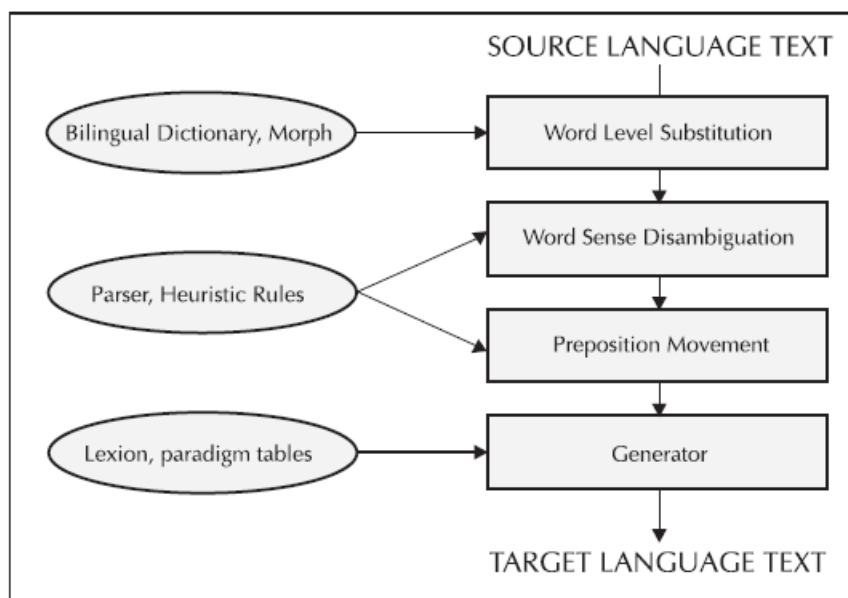 SOURCE LANGUAGE TEXT
Bilingual Dictionary, Morph
Word Level Substitution
Word Sense Disambiguation
Parser, Heuristic Rules
Preposition Movement
Lexion, paradigm tables
Generator
TARGET LANGUAGE TEXT